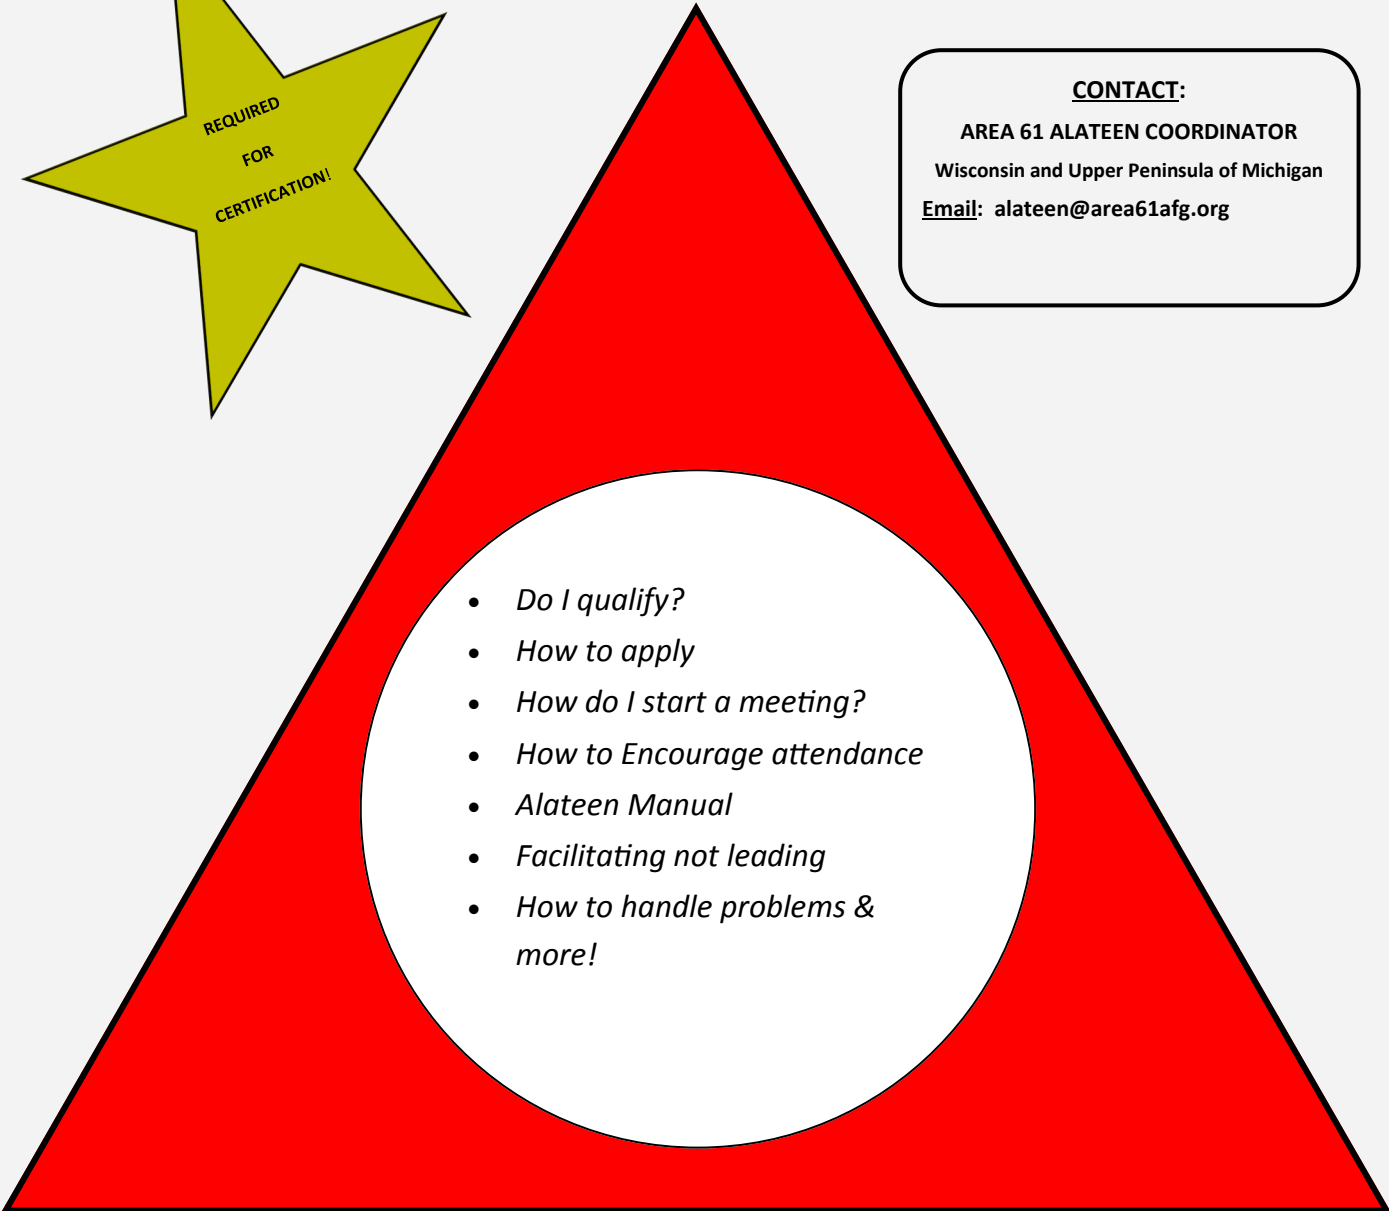 REQUIRED
FOR
CERTIFICATION!
CONTACT:
AREA 61 ALATEEN COORDINATOR
Wisconsin and Upper Peninsula of Michigan
Email: alateen@area61afg.org
• Do I qualify?
• How to apply
• How do I start a meeting?
• How to Encourage attendance
• Alateen Manual
• Facilitating not leading
• How to handle problems &
more!